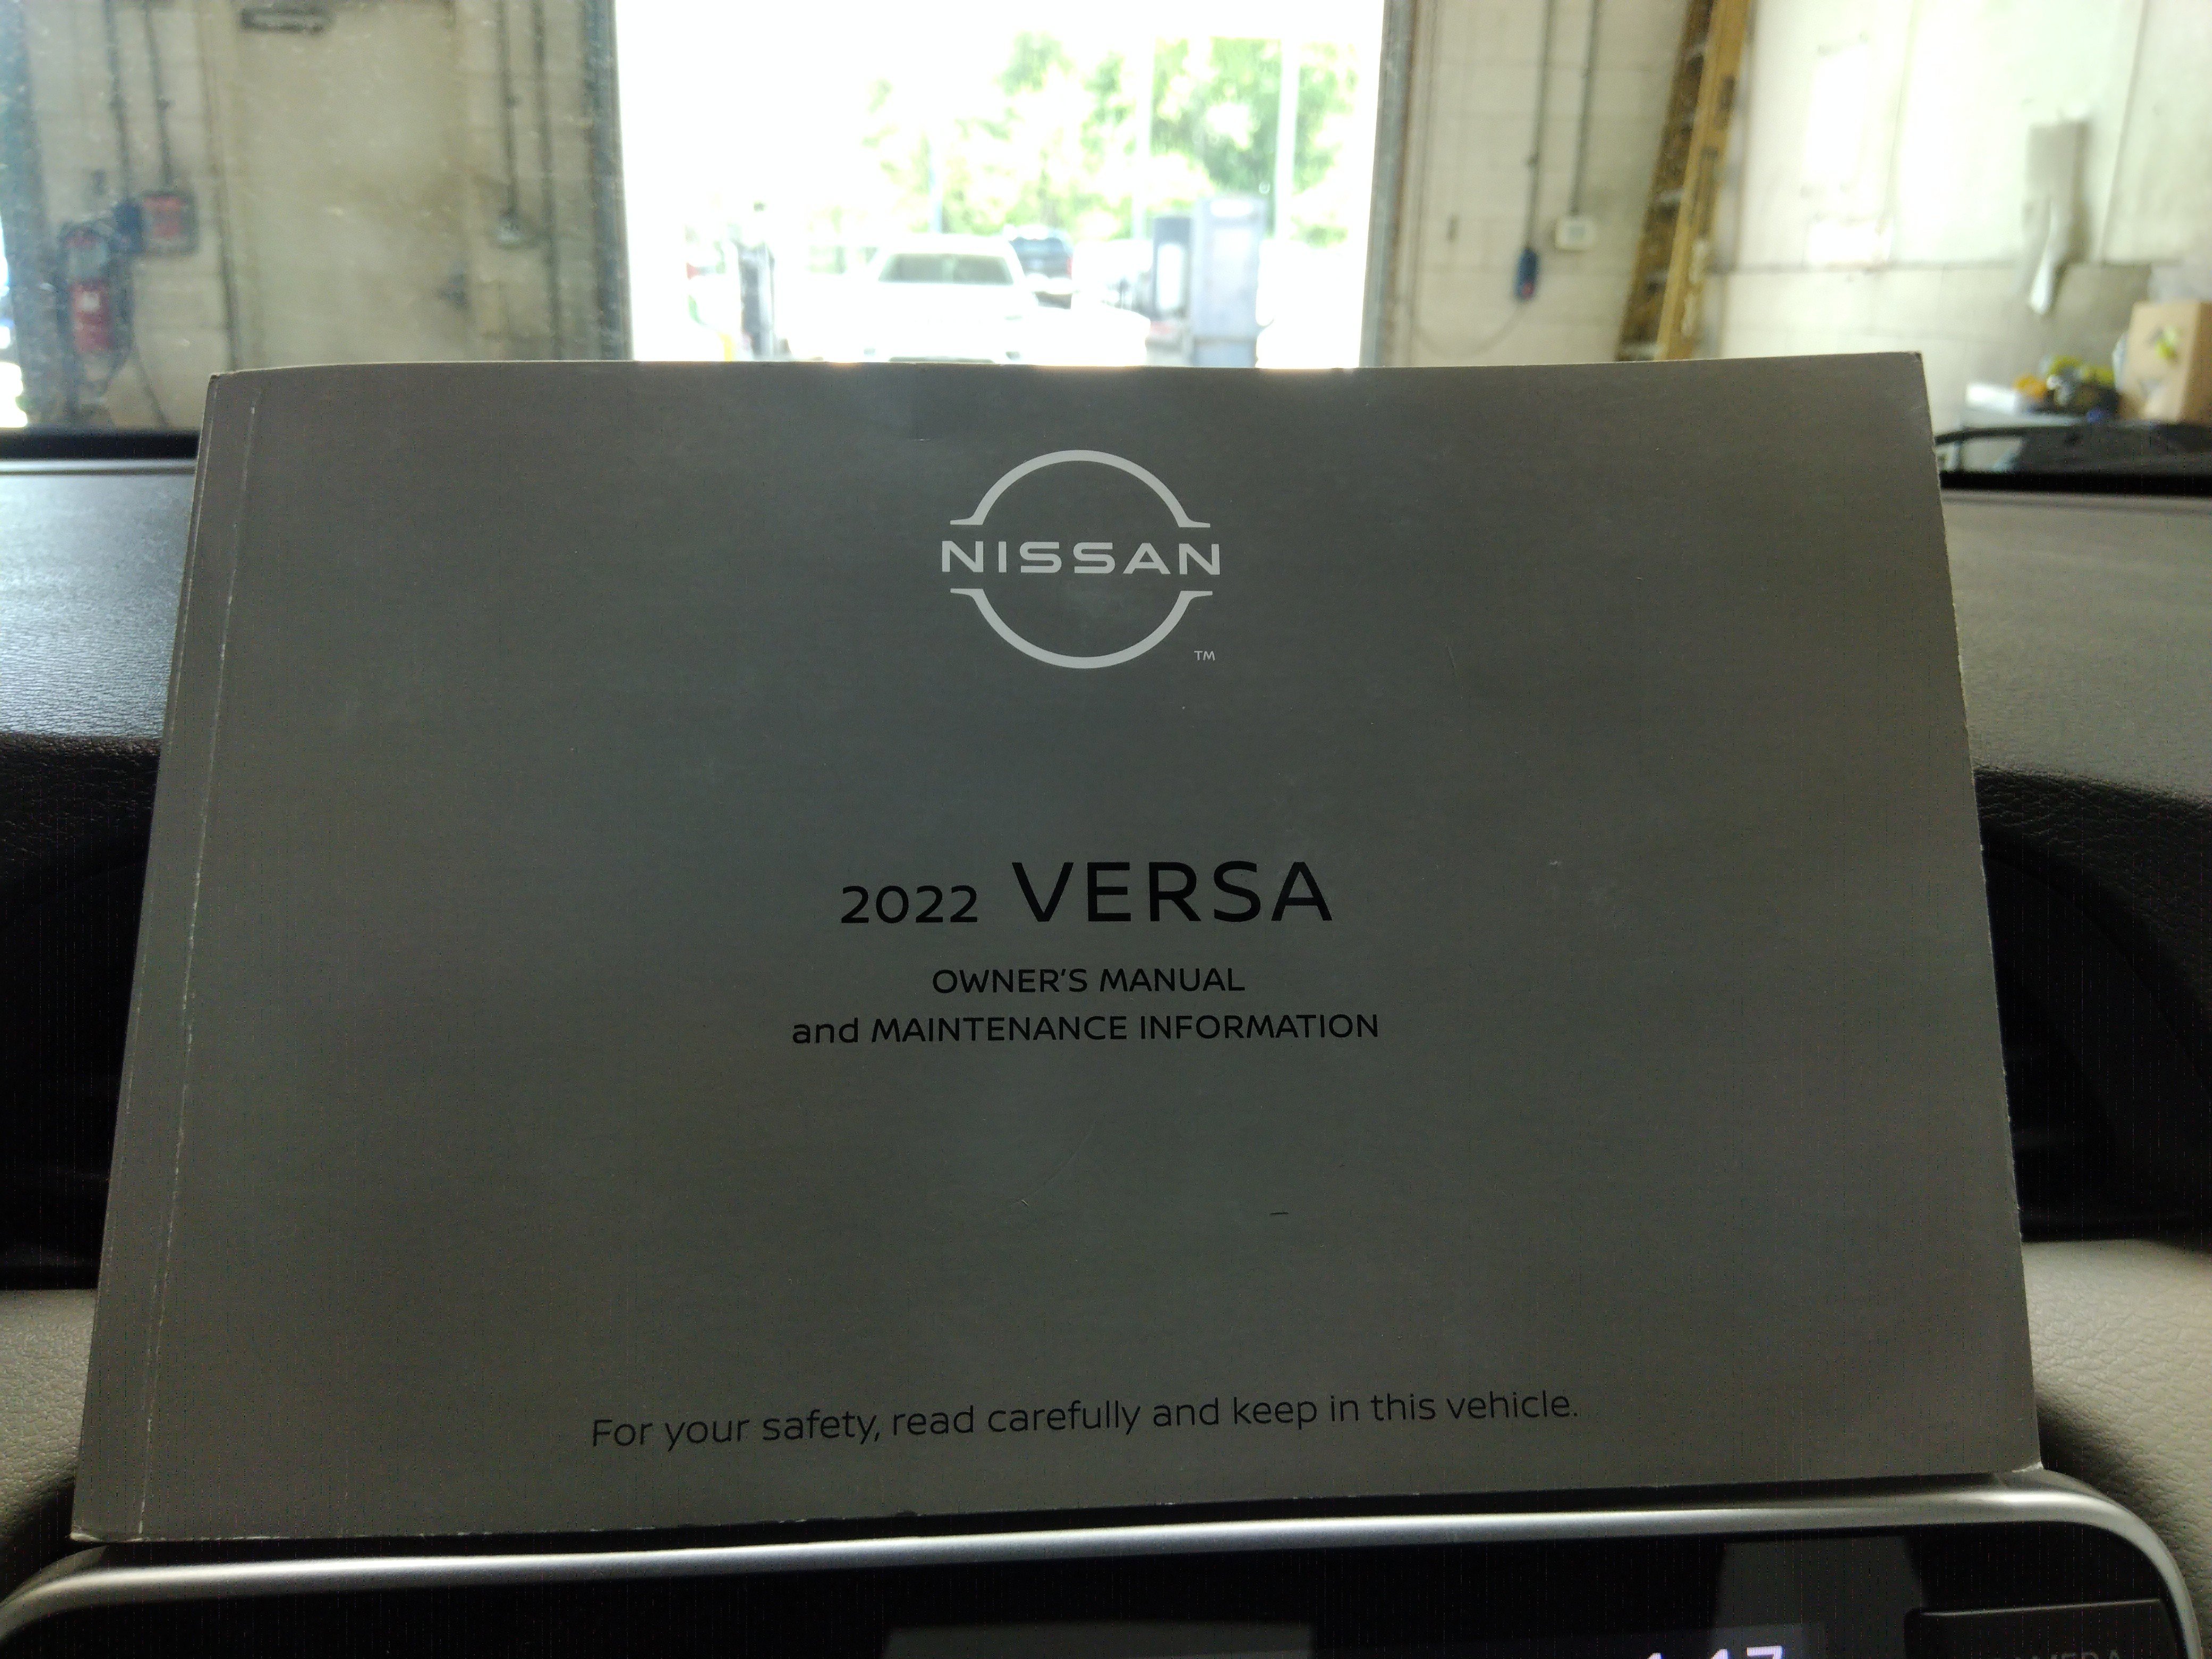 NISSAN
TM
2022 VERSA
OWNER'S MANUAL
and MAINTENANCE INFORMATION
For your safety, read carefully and keep in this vehicle.